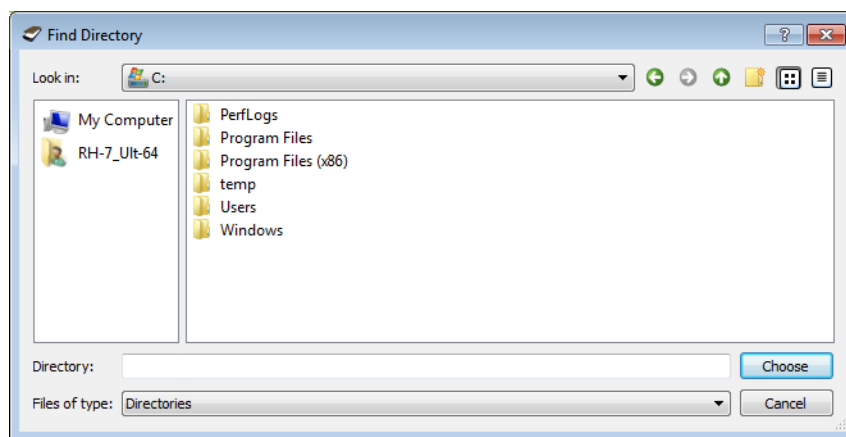 Find Directory
Look in: C:
My Computer
RH-7_Ult-64
PerfLogs
Program Files
Program Files (x86)
temp
Users
Windows
Directory:
Choose
Files of type: Directories
Cancel